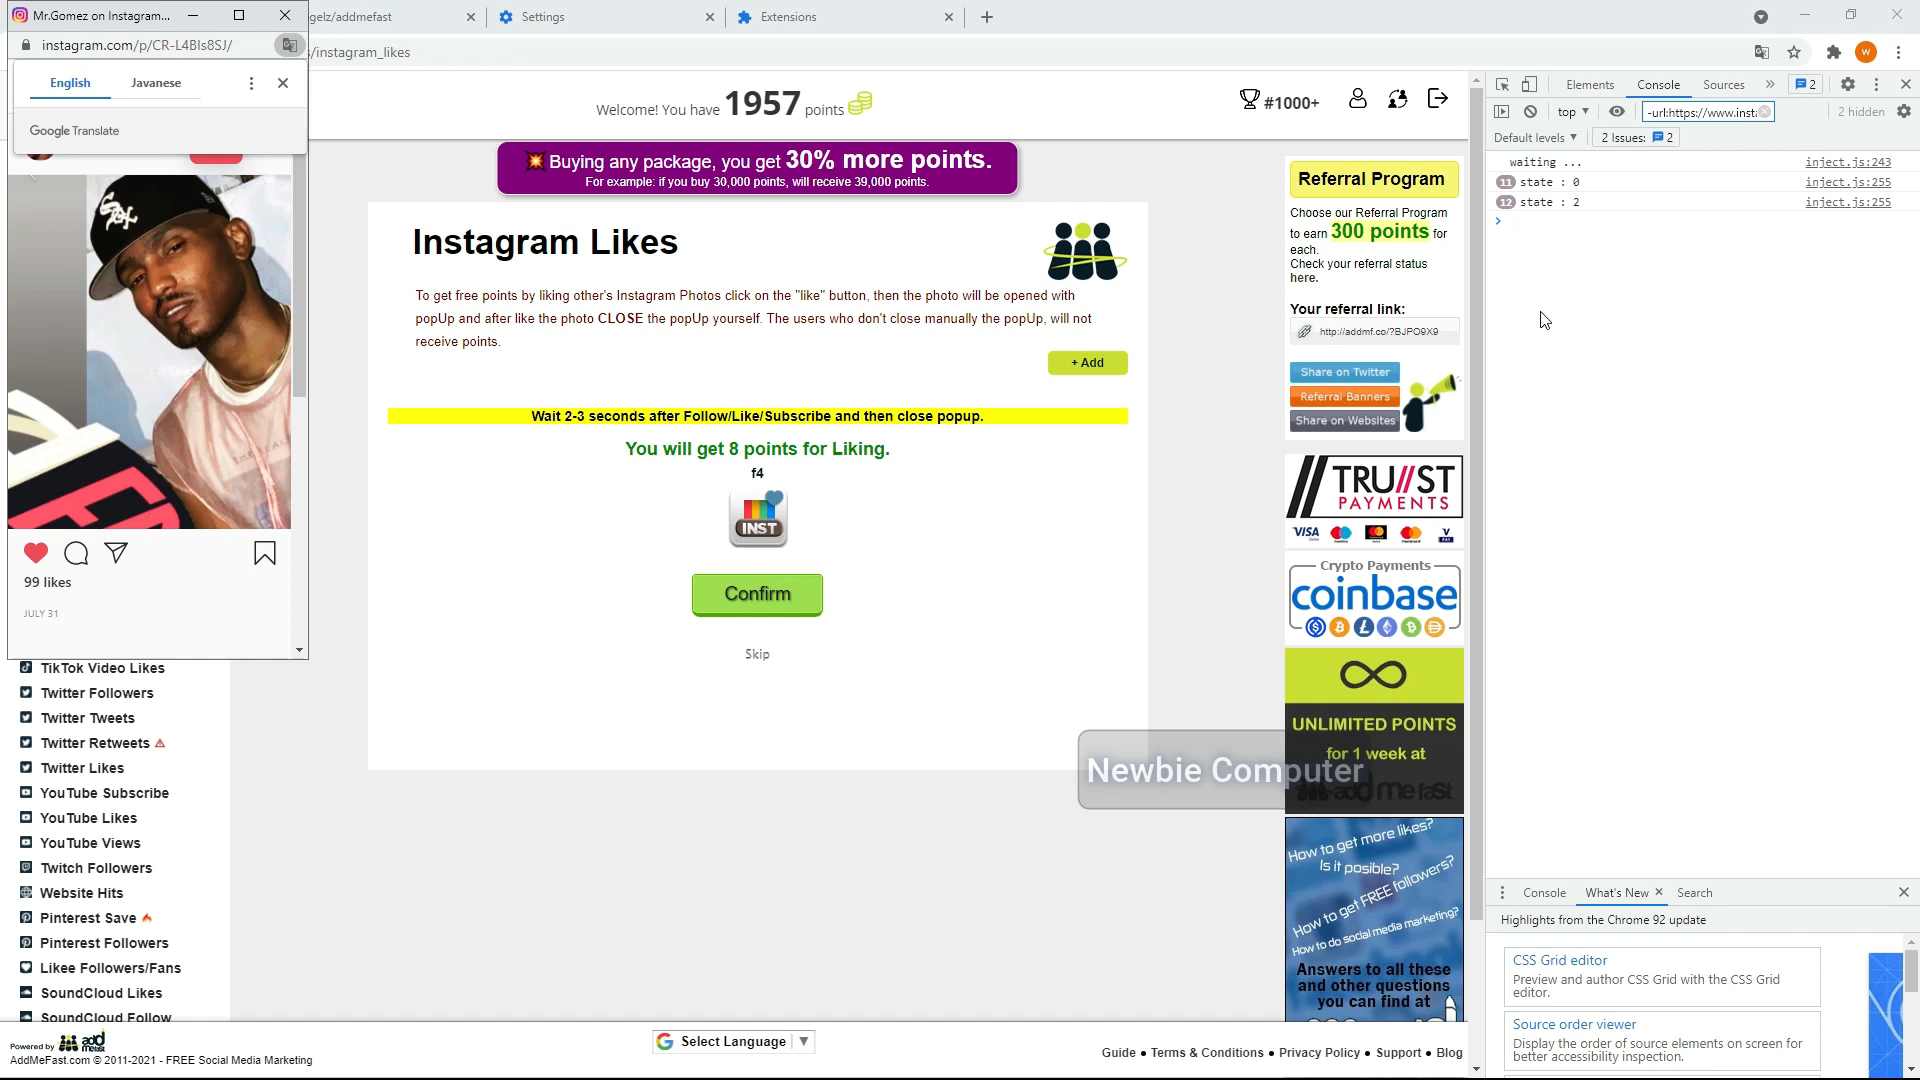 Mr.Gomez on Instagram...
gelz/addmefast
Settings
Extensions
instagram.com/p/CR-L4BIs8SJ/
s/instagram_likes
W
English
Javanese
Google Translate
99 likes
JULY 31
Welcome! You have 1957 points
#1000+
Buying any package, you get 30% more points.
For example: if you buy 30,000 points, will receive 39,000 points.
Instagram Likes
To get free points by liking other's Instagram Photos click on the "like" button, then the photo will be opened with
popUp and after like the photo CLOSE the popUp yourself. The users who don't close manually the popUp, will not
receive points.
+ Add
Wait 2-3 seconds after Follow/Like/Subscribe and then close popup.
You will get 8 points for Liking.
f4
INST
Confirm
Skip
Newbie Computer
TikTok Video Likes
Twitter Followers
Twitter Tweets
Twitter Retweets
Twitter Likes
YouTube Subscribe
YouTube Likes
YouTube Views
Twitch Followers
Website Hits
Pinterest Save
Pinterest Followers
Likee Followers/Fans
SoundCloud Likes
SoundCloud Follow
Referral Program
Choose our Referral Program
to earn 300 points for
each.
Check your referral status
here.
Your referral link:
http://addmf.co/?BJPO9X9
Share on Twitter
Referral Banners
Share on Websites
TRU//ST
PAYMENTS
VISA
Crypto Payments
coinbase
UNLIMITED POINTS
for 1 week at
add me fast
How to get more likes?
Is it posible?
How to get FREE followers?
How to do social media marketing?
Answers to all these
and other questions
you can find at
Powered by
add
AddMeFast.com © 2011-2021 - FREE Social Media Marketing
Select Language ▼
Guide • Terms & Conditions • Privacy Policy • Support • Blog
Elements
Console
Sources
2
top ▼
-url:https://www.inst
2 hidden
Default levels ▼
2 Issues: 2
waiting ...
inject.js:243
11 state : 0
inject.js:255
12 state : 2
inject.js:255
Console
What's New
Search
Highlights from the Chrome 92 update
CSS Grid editor
Preview and author CSS Grid with the CSS Grid
editor.
Source order viewer
Display the order of source elements on screen for
better accessibility inspection.